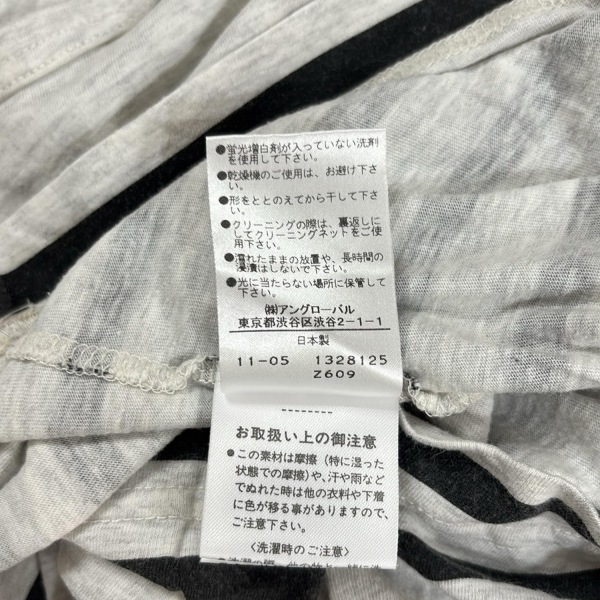 ●蛍光増白剤が入っていない洗剤
を使用して下さい。
●乾燥機のご使用は、お避け下さ
い。
●形をととのえてから干して下さ
い。
●クリーニングの際は、裏返しに
してクリーニングネットをご使
用下さい。
●濡れたままの放置や、長時間の
浸漬はしないで下さい。
●光に当たらない場所に保管して
下さい。
㈱アングローバル
東京都渋谷区渋谷2-1-1
日本製
11-05 1328125
Z609
--------
お取扱い上の御注意
●この素材は摩擦（特に湿った
状態での摩擦）や、汗や雨など
でぬれた時は他の衣料や下着
に色が移る事がありますので、
ご注意下さい。
〈洗濯時のご注意〉